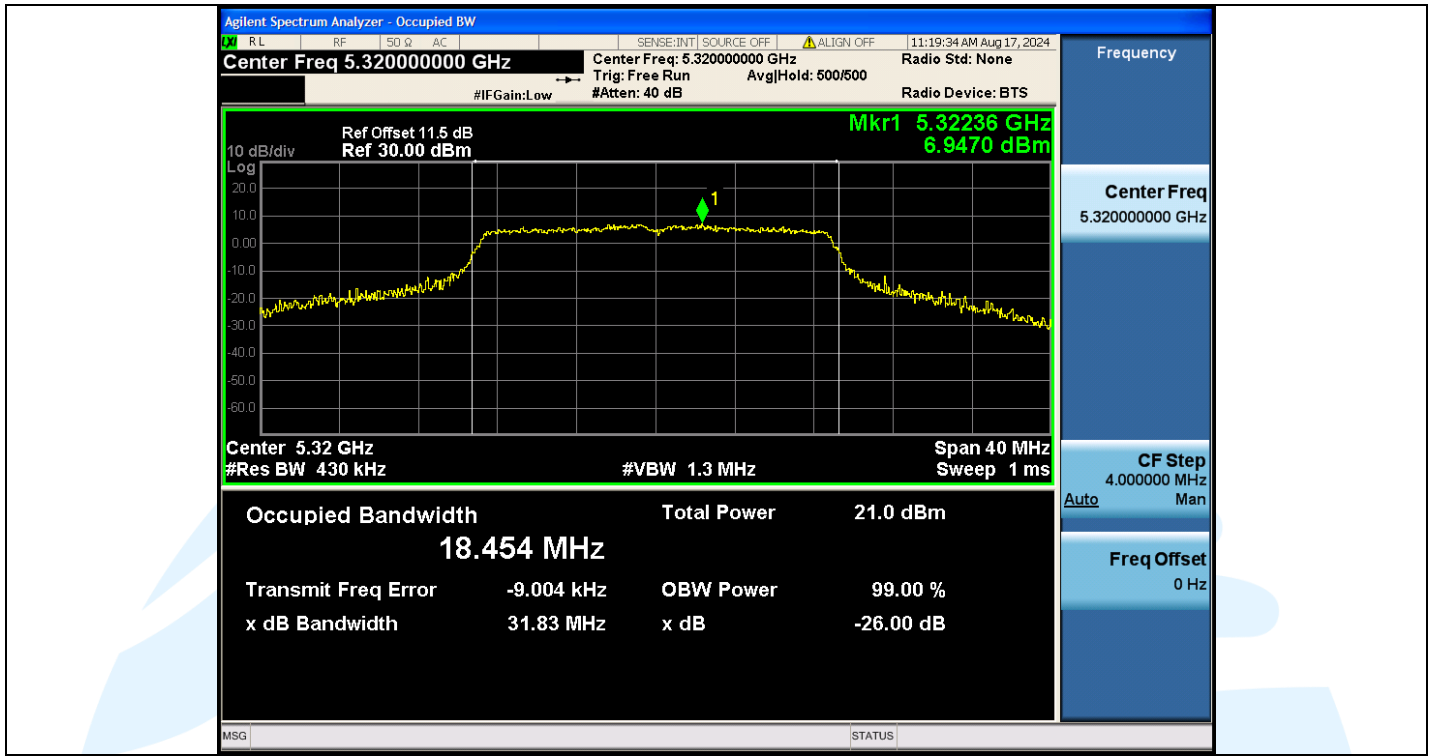 Agilent Spectrum Analyzer - Occupied BW
LXI RL RF 50 Ω AC SENSE:INT SOURCE OFF ALIGN OFF 11:19:34 AM Aug 17, 2024
Center Freq 5.320000000 GHz
Center Freq: 5.320000000 GHz
Radio Std: None
Trig: Free Run Avg|Hold: 500/500
#IFGain:Low
#Atten: 40 dB
Radio Device: BTS
Frequency
Mkr1 5.32236 GHz
6.9470 dBm
Ref Offset 11.5 dB
10 dB/div Ref 30.00 dBm
Log
20.0
10.0
0.00
-10.0
-20.0
-30.0
-40.0
-50.0
-60.0
1
Center 5.32 GHz Span 40 MHz
#Res BW 430 kHz #VBW 1.3 MHz Sweep 1 ms
Center Freq
5.320000000 GHz
CF Step
4.000000 MHz
Auto Man
Freq Offset
0 Hz
Occupied Bandwidth Total Power 21.0 dBm
18.454 MHz
Transmit Freq Error -9.004 kHz OBW Power 99.00 %
x dB Bandwidth 31.83 MHz x dB -26.00 dB
MSG STATUS